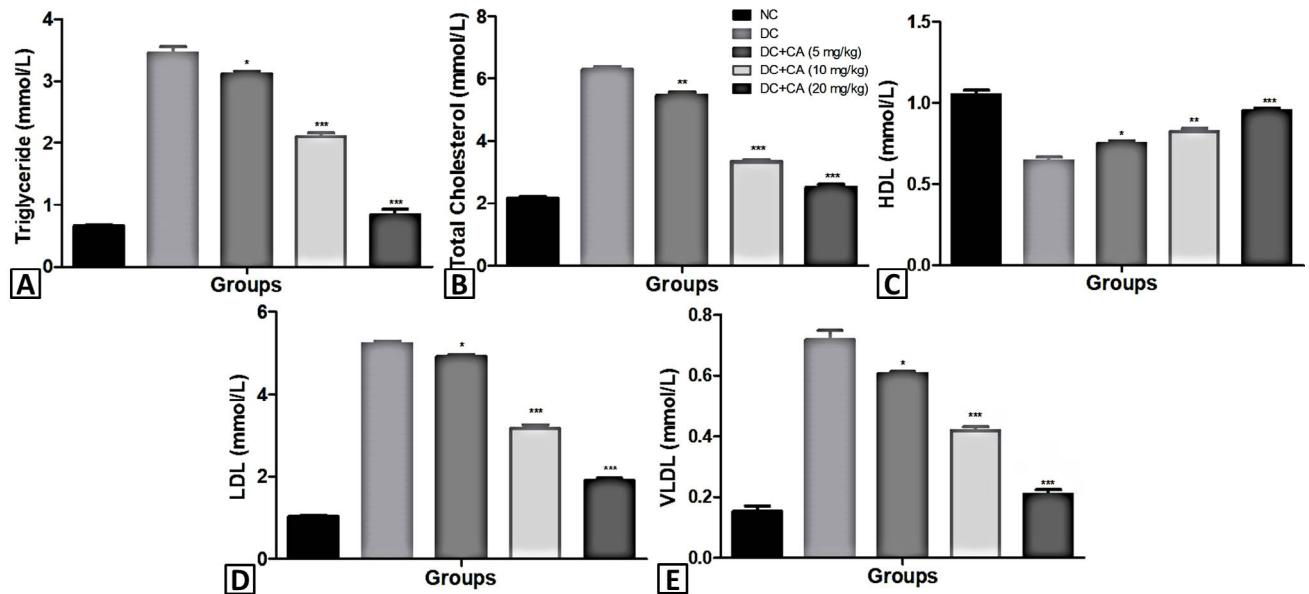 Triglyceride (mmol/L)
4
3
2
1
0
*
***
***
Groups
A
Total Cholesterol (mmol/L)
8
6
4
2
0
**
***
***
Groups
B
NC
DC
DC+CA (5 mg/kg)
DC+CA (10 mg/kg)
DC+CA (20 mg/kg)
HDL (mmol/L)
1.5
1.0
0.5
0.0
*
**
***
Groups
C
LDL (mmol/L)
6
4
2
0
*
***
***
Groups
D
VLDL (mmol/L)
0.8
0.6
0.4
0.2
0.0
*
***
***
Groups
E